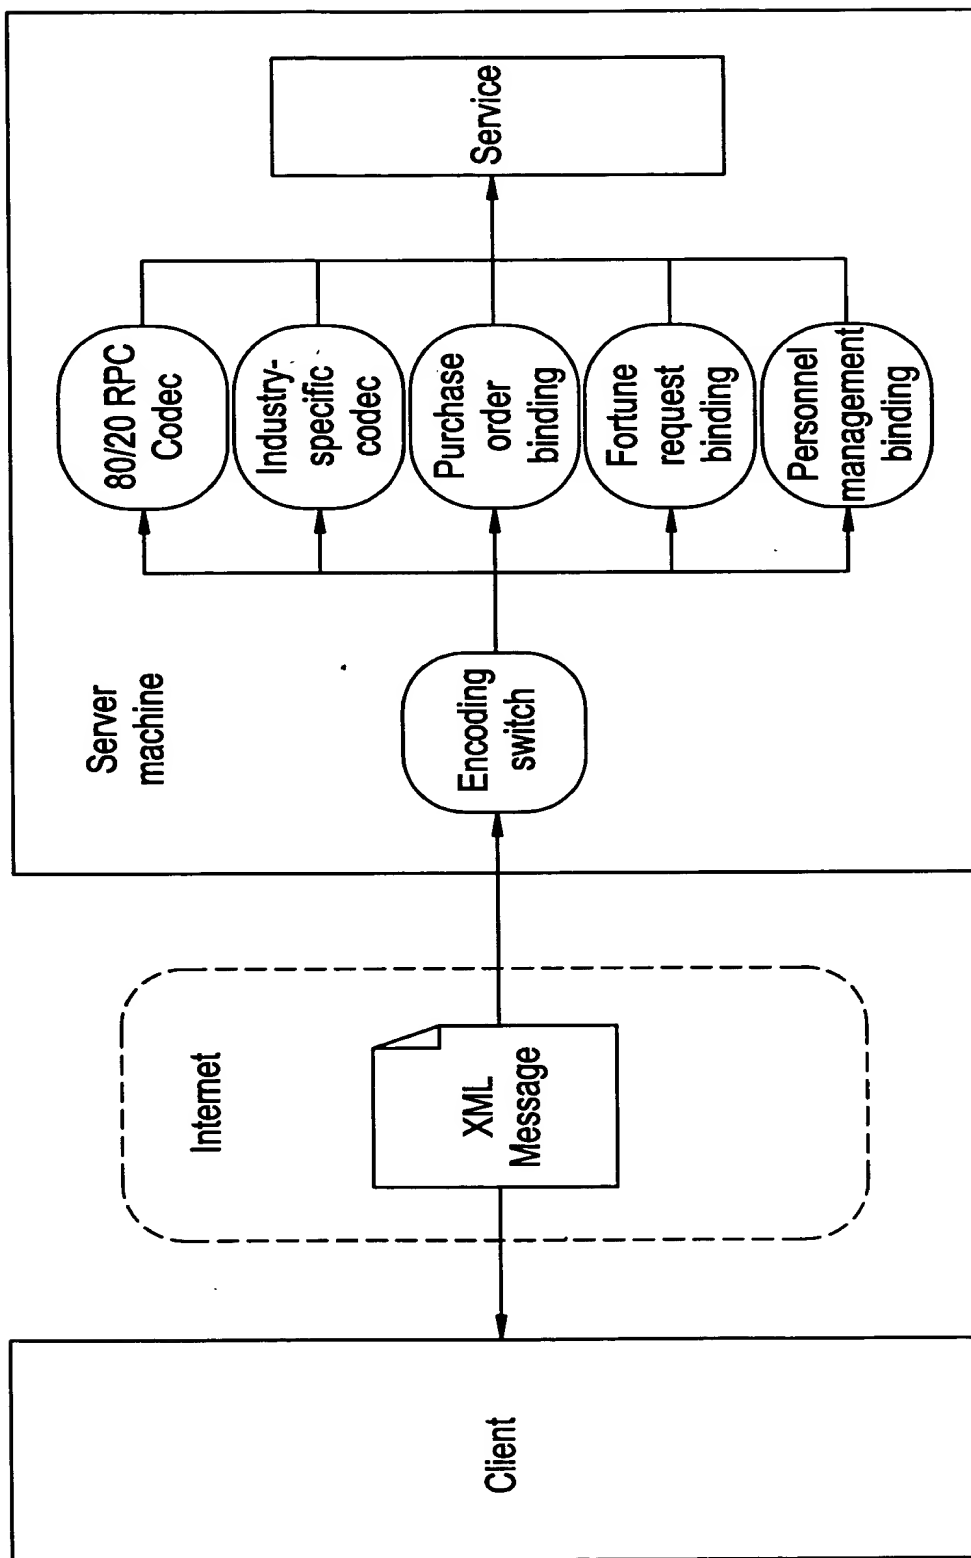 Client
Internet
XML
Message
Server
machine
Encoding
switch
80/20 RPC
Codec
Industry-
specific
codec
Purchase
order
binding
Fortune
request
binding
Personnel
management
binding
Service